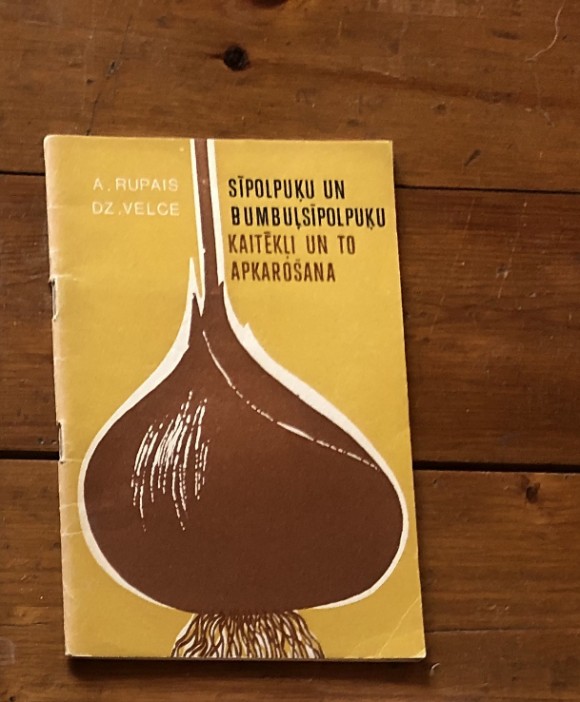 A. RUPAIS
DZ. VELCE
SĪPOLPUĶU UN
BUMBUĻSĪPOLPUĶU
KAITĒKĻI UN TO
APKAROŠANA